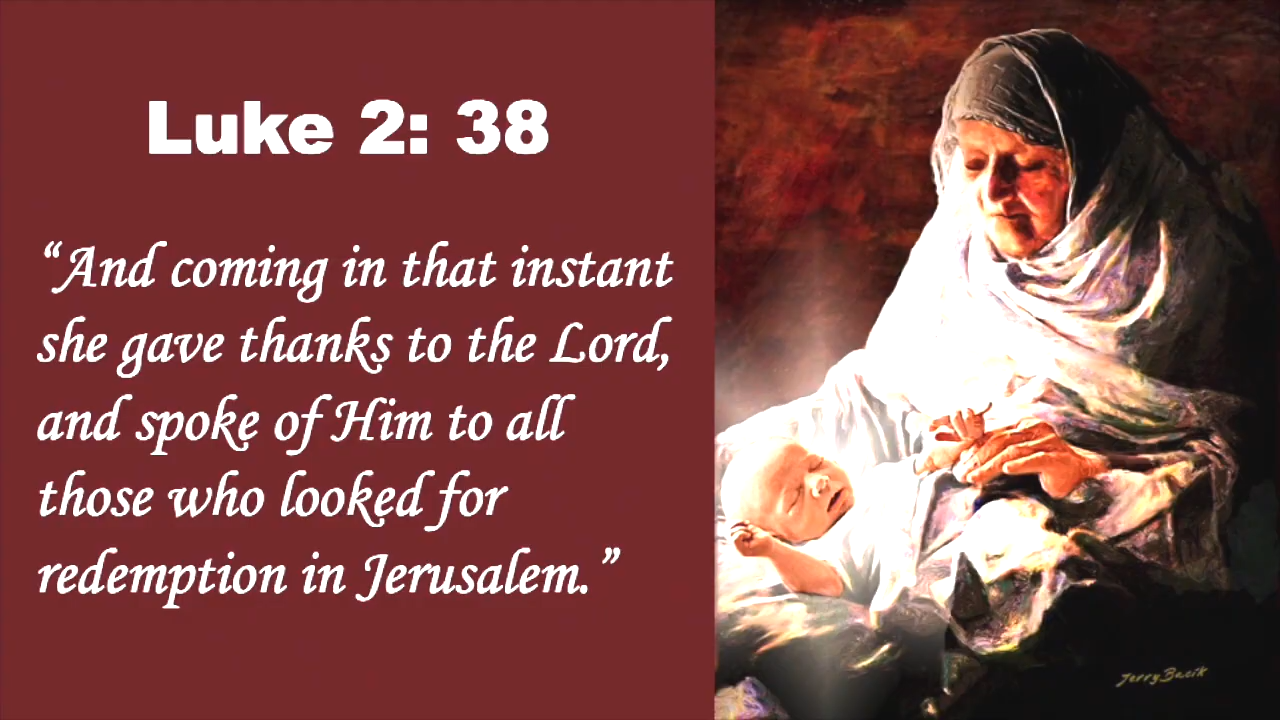 Luke 2: 38
“And coming in that instant
she gave thanks to the Lord,
and spoke of Him to all
those who looked for
redemption in Jerusalem.”
Jerry Bacik